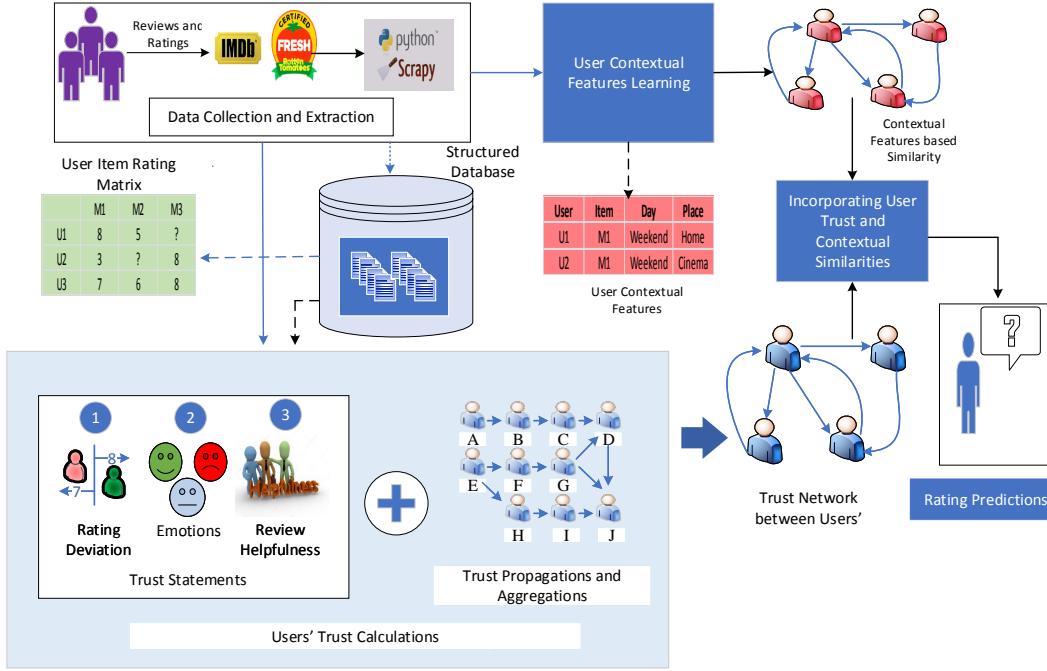 Reviews and
Ratings
IMDb
CERTIFIED
FRESH
Rotten
Tomatoes
python
Scrapy
Data Collection and Extraction
User Contextual
Features Learning
Contextual
Features based
Similarity
User Item Rating
Matrix
M1 M2 M3
U1 8 5 ?
U2 3 ? 8
U3 7 6 8
Structured
Database
User Item Day Place
U1 M1 Weekend Home
U2 M1 Weekend Cinema
User Contextual
Features
Incorporating User
Trust and
Contextual
Similarities
?
Rating Predictions
1
2
3
8
7
Helpfulness
Rating
Deviation
Emotions
Review
Helpfulness
Trust Statements
A B C D
E F G
H I J
Trust Propagations and
Aggregations
Users' Trust Calculations
Trust Network
between Users'